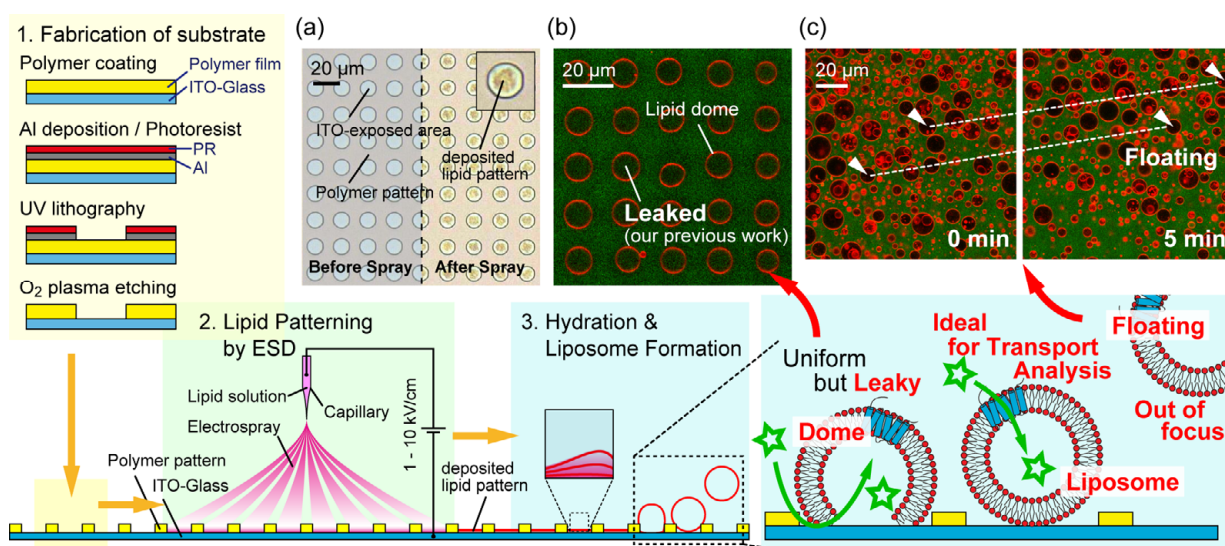 1. Fabrication of substrate
Polymer coating
Polymer film
ITO-Glass
Al deposition / Photoresist
PR
Al
UV lithography
O2 plasma etching
(a)
20 µm
ITO-exposed area
Polymer pattern
deposited
lipid pattern
Before Spray
After Spray
(b)
20 µm
Lipid dome
Leaked
(our previous work)
(c)
20 µm
Floating
0 min
5 min
2. Lipid Patterning
by ESD
Lipid solution
Capillary
Electrospray
1 - 10 kV/cm
Polymer pattern
ITO-Glass
deposited
lipid pattern
3. Hydration &
Liposome Formation
Uniform
but Leaky
Dome
Ideal
for Transport
Analysis
Liposome
Floating
Out of
focus